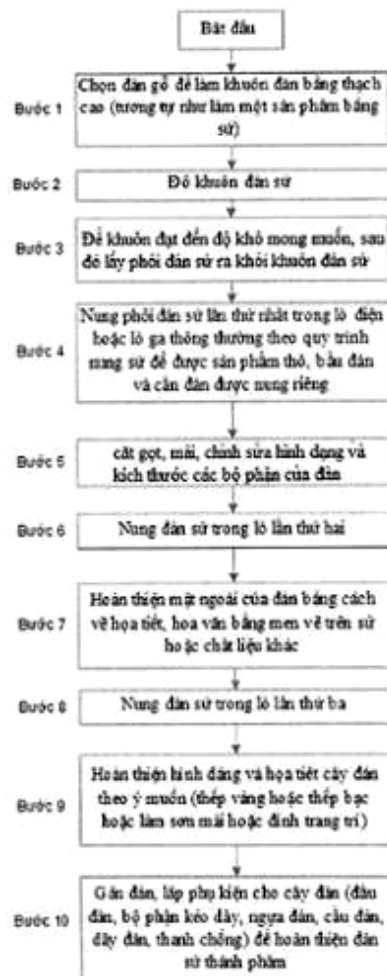 Bắt đầu
Bước 1
Chọn đàn gỗ để làm khuôn đàn bằng thạch
cao (tương tự như làm một sản phẩm bằng
sứ)
Bước 2
Đổ khuôn đàn sứ
Bước 3
Để khuôn đạt đến độ khô mong muốn, sau
đó lấy phôi đàn sứ ra khỏi khuôn đàn sứ
Bước 4
Nung phôi đàn sứ lần thứ nhất trong lò điện
hoặc lò ga thông thường theo quy trình
nung sứ để được sản phẩm thô, bầu đàn
và cần đàn được nung riêng
Bước 5
cắt gọt, mài, chỉnh sửa hình dạng và
kích thước các bộ phận của đàn
Bước 6
Nung đàn sứ trong lò lần thứ hai
Bước 7
Hoàn thiện mặt ngoài của đàn bằng cách
vẽ họa tiết, hoa văn bằng men vẽ trên sứ
hoặc chất liệu khác
Bước 8
Nung đàn sứ trong lò lần thứ ba
Bước 9
Hoàn thiện hình dáng và họa tiết cây đàn
theo ý muốn (thếp vàng hoặc thếp bạc
hoặc làm sơn mài hoặc đính trang trí)
Bước 10
Gắn đàn, lắp phụ kiện cho cây đàn (đầu
đàn, bộ phận kéo dây, ngựa đàn, cầu đàn,
dây đàn, thanh chống) để hoàn thiện đàn
sứ thành phẩm